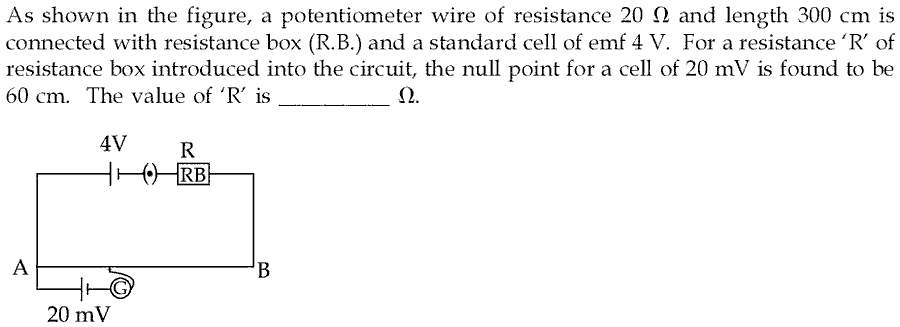 As shown in the figure, a potentiometer wire of resistance 20 Ω and length 300 cm is
connected with resistance box (R.B.) and a standard cell of emf 4 V. For a resistance ‘R’ of
resistance box introduced into the circuit, the null point for a cell of 20 mV is found to be
60 cm. The value of ‘R’ is __________ Ω.
4V
R
RB
A
B
G
20 mV